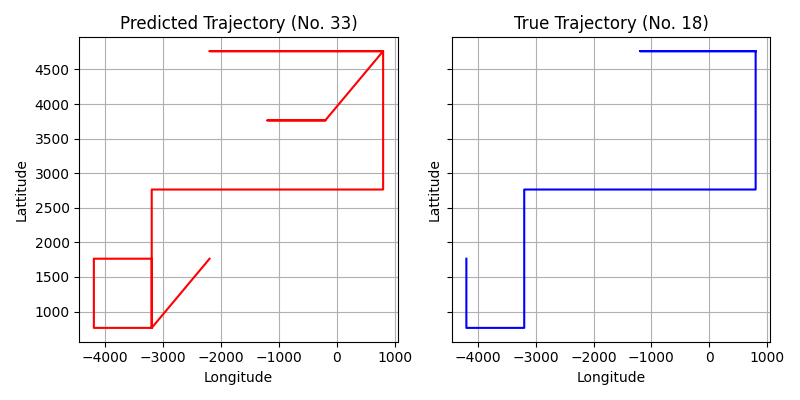 Predicted Trajectory (No. 33)
True Trajectory (No. 18)
Lattitude
4500
4000
3500
3000
2500
2000
1500
1000
−4000 −3000 −2000 −1000 0 1000
Longitude
Lattitude
−4000 −3000 −2000 −1000 0 1000
Longitude